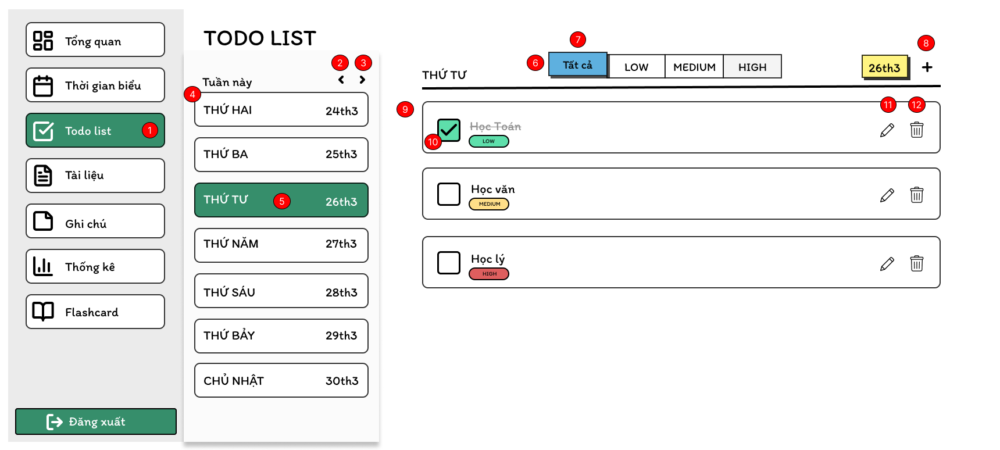 Tổng quan
Thời gian biểu
Todo list 1
Tài liệu
Ghi chú
Thống kê
Flashcard
Đăng xuất
TODO LIST
2 3
Tuần này
4
THỨ HAI 24th3
THỨ BA 25th3
THỨ TƯ 5 26th3
THỨ NĂM 27th3
THỨ SÁU 28th3
THỨ BẢY 29th3
CHỦ NHẬT 30th3
7 8
6
THỨ TƯ Tất cả LOW MEDIUM HIGH 26th3 +
9 11 12
Học Toán
10 LOW
Học văn
MEDIUM
Học lý
HIGH